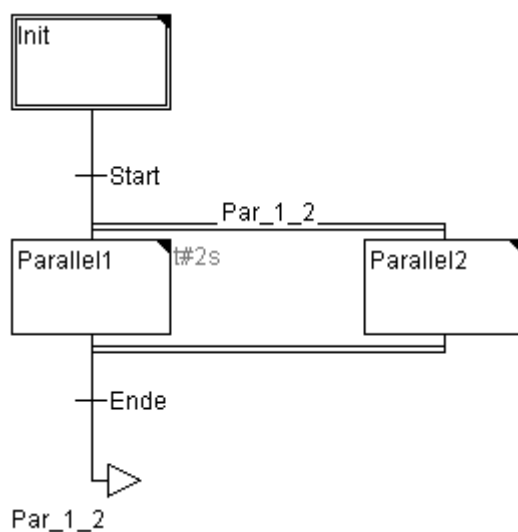 Init
Start
Par_1_2
Parallel1
t#2s
Parallel2
Ende
Par_1_2